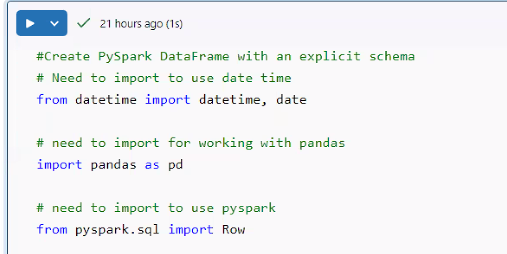 21 hours ago (1s)
#Create PySpark DataFrame with an explicit schema
# Need to import to use date time
from datetime import datetime, date
# need to import for working with pandas
import pandas as pd
# need to import to use pyspark
from pyspark.sql import Row